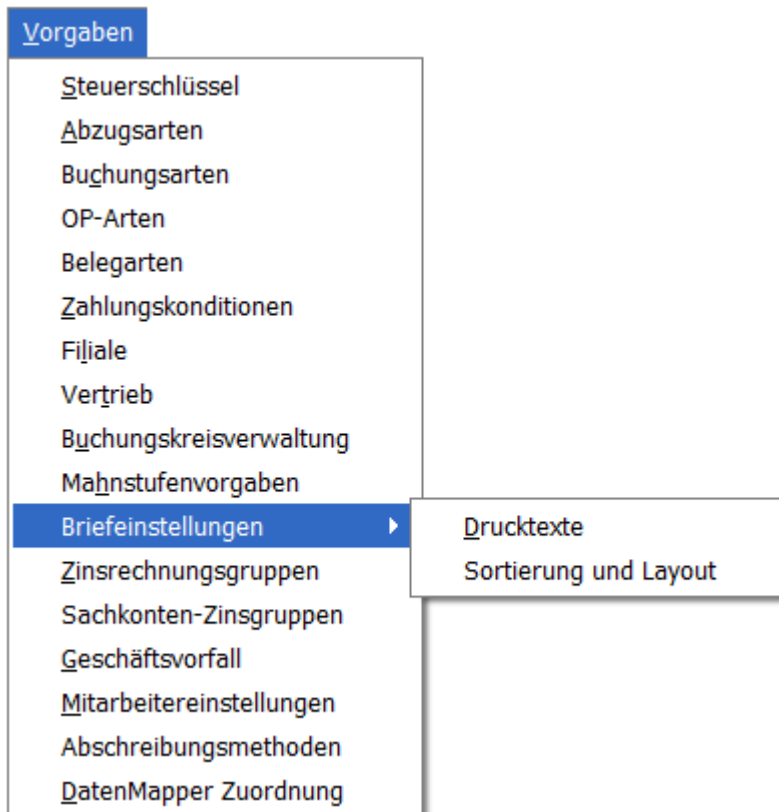 Vorgaben
Steuerschlüssel
Abzugsarten
Buchungsarten
OP-Arten
Belegarten
Zahlungskonditionen
Filiale
Vertrieb
Buchungskreisverwaltung
Mahnstufenvorgaben
Briefeinstellungen
Drucktexte
Zinsrechnungsgruppen
Sortierung und Layout
Sachkonten-Zinsgruppen
Geschäftsvorfall
Mitarbeitereinstellungen
Abschreibungsmethoden
DatenMapper Zuordnung